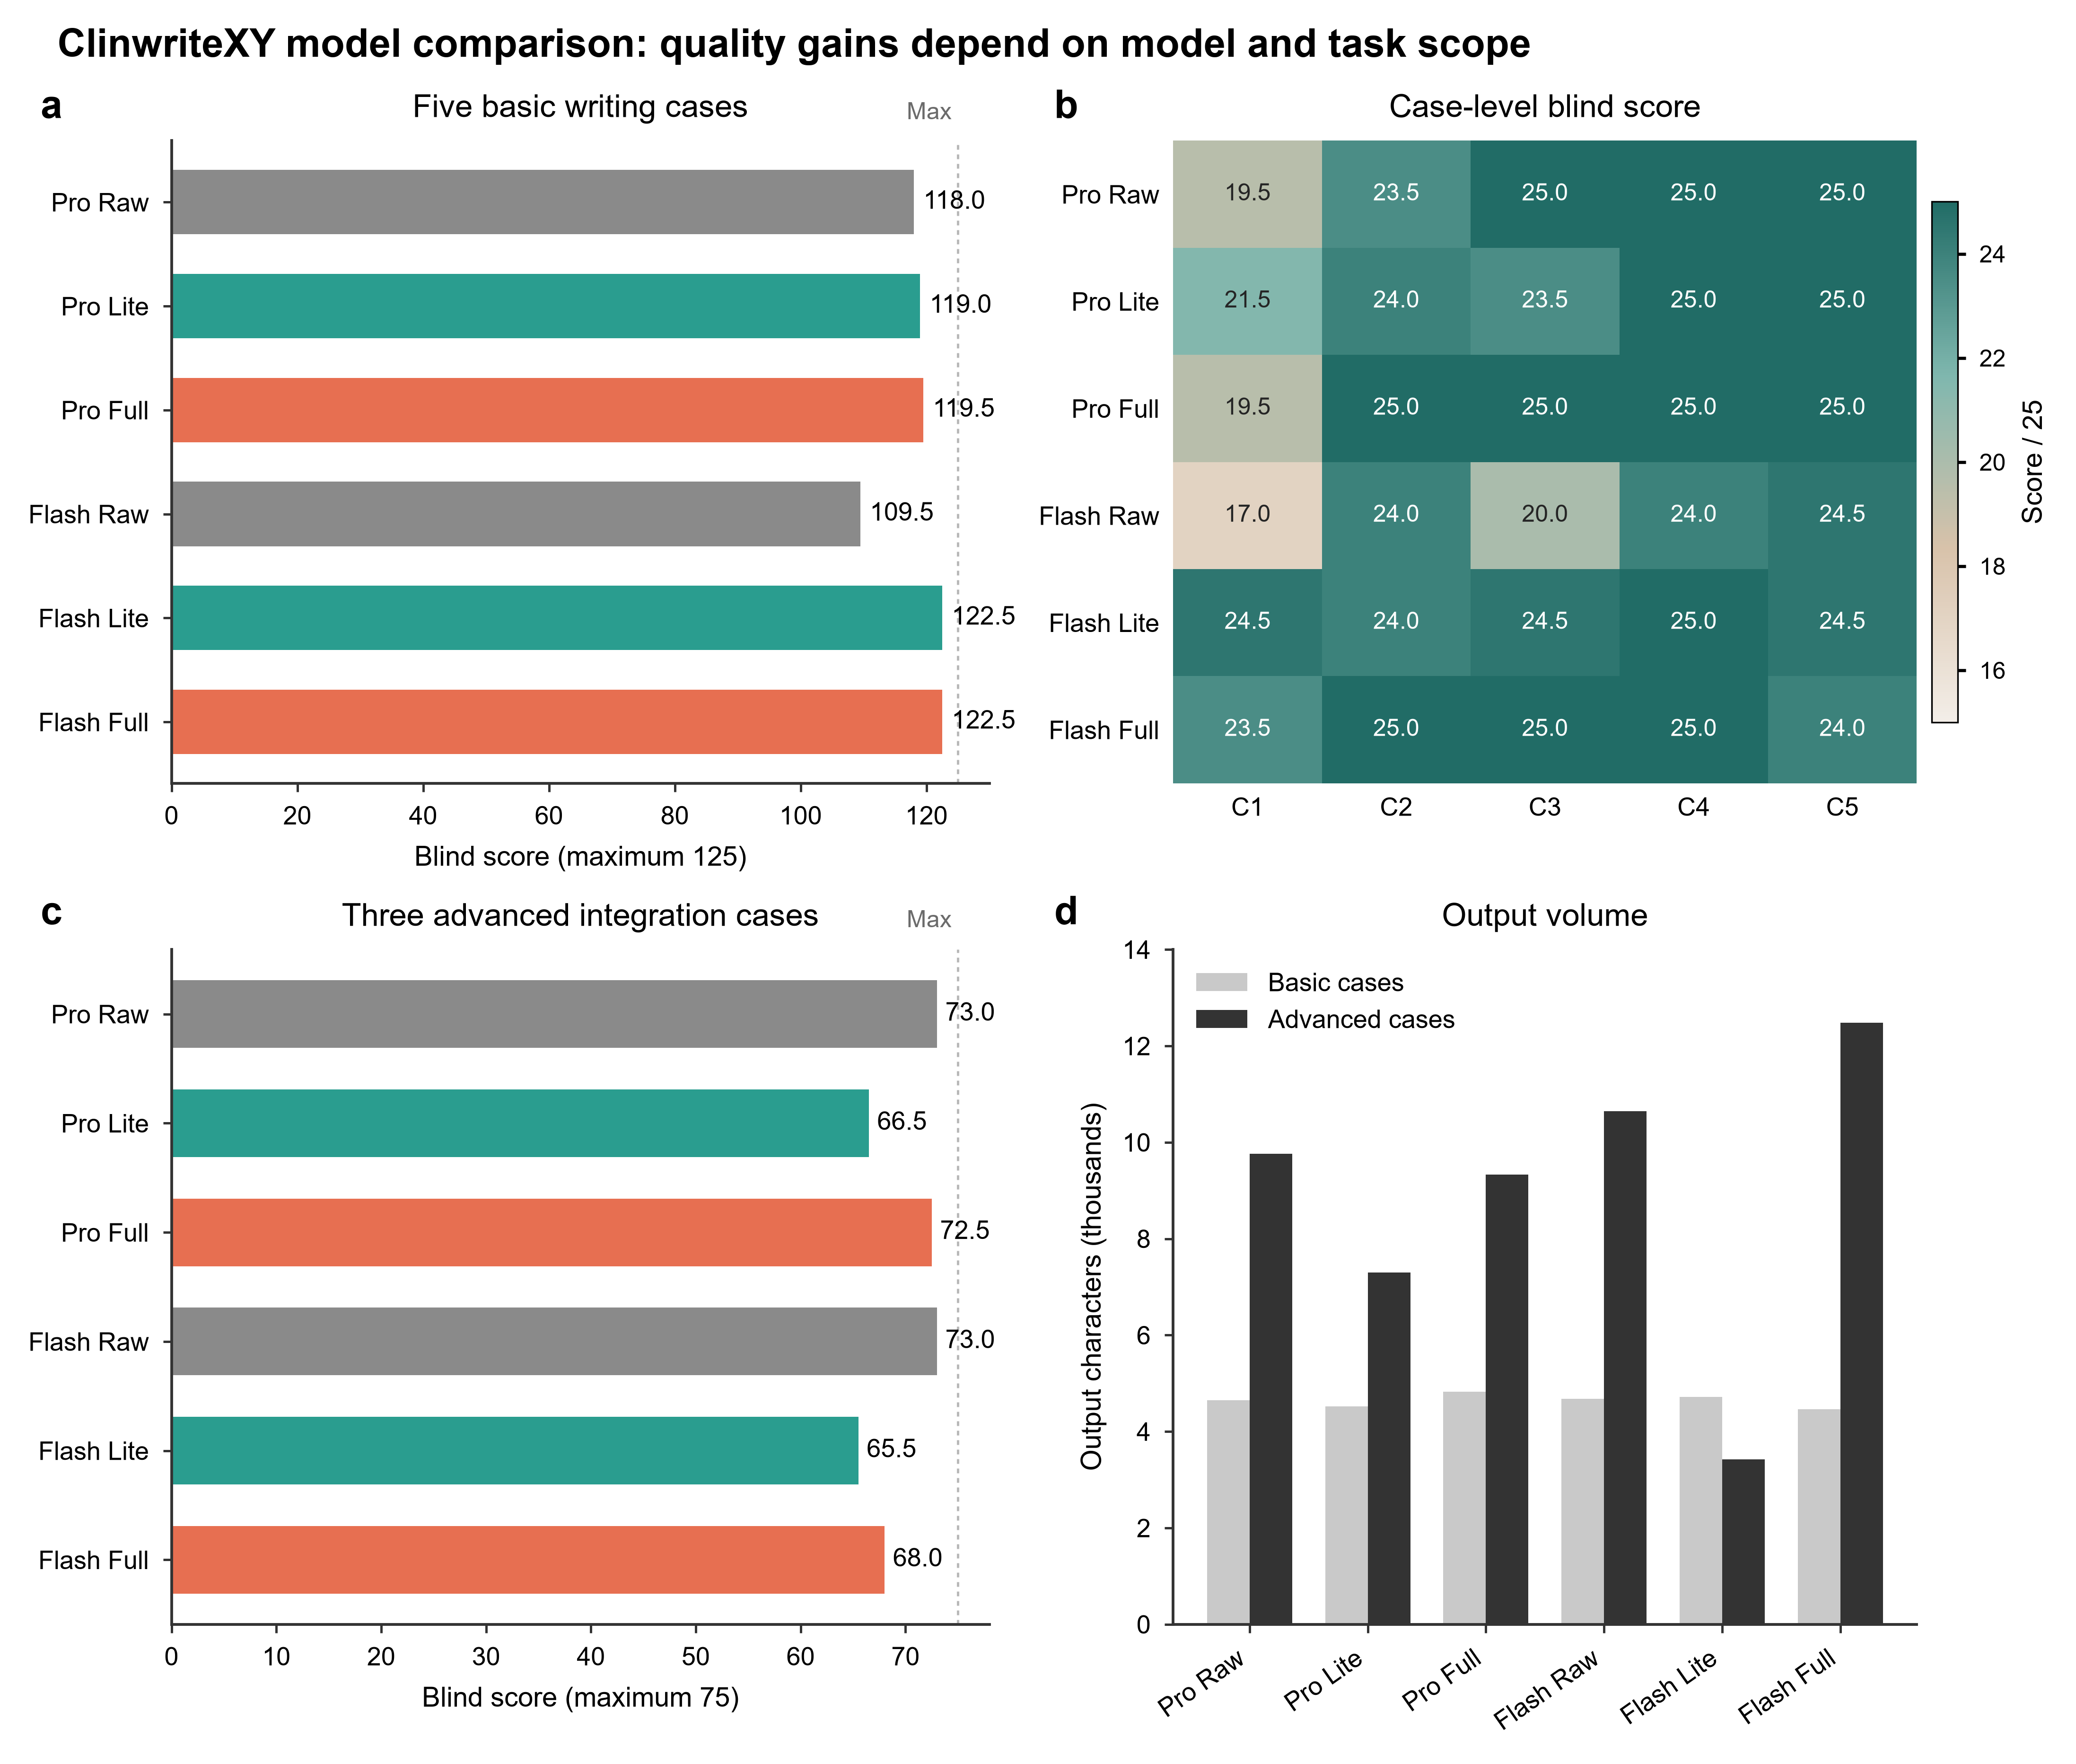 ClinwriteXY model comparison: quality gains depend on model and task scope
a
Five basic writing cases
Max
Pro Raw
118.0
Pro Lite
119.0
Pro Full
119.5
Flash Raw
109.5
Flash Lite
122.5
Flash Full
122.5
0 20 40 60 80 100 120
Blind score (maximum 125)
b
Case-level blind score
Pro Raw 19.5 23.5 25.0 25.0 25.0
Pro Lite 21.5 24.0 23.5 25.0 25.0
Pro Full 19.5 25.0 25.0 25.0 25.0
Flash Raw 17.0 24.0 20.0 24.0 24.5
Flash Lite 24.5 24.0 24.5 25.0 24.5
Flash Full 23.5 25.0 25.0 25.0 24.0
C1 C2 C3 C4 C5
24
22
20
18
16
Score / 25
c
Three advanced integration cases
Max
Pro Raw
73.0
Pro Lite
66.5
Pro Full
72.5
Flash Raw
73.0
Flash Lite
65.5
Flash Full
68.0
0 10 20 30 40 50 60 70
Blind score (maximum 75)
d
Output volume
Basic cases
Advanced cases
14
12
10
8
6
4
2
0
Output characters (thousands)
Pro Raw
Pro Lite
Pro Full
Flash Raw
Flash Lite
Flash Full